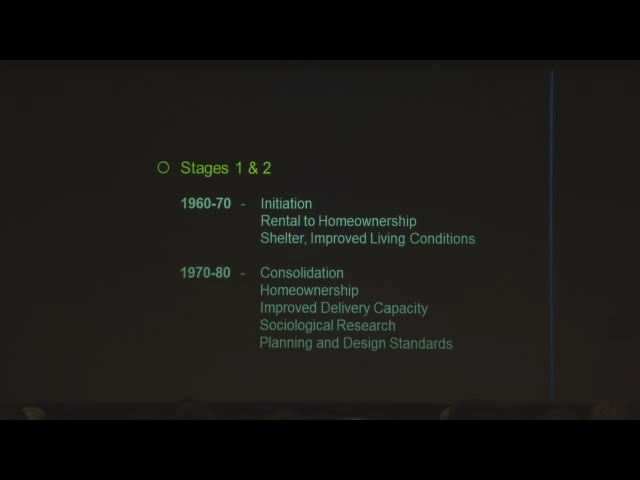 Stages 1 & 2
1960-70 - Initiation
Rental to Homeownership
Shelter, Improved Living Conditions
1970-80 - Consolidation
Homeownership
Improved Delivery Capacity
Sociological Research
Planning and Design Standards